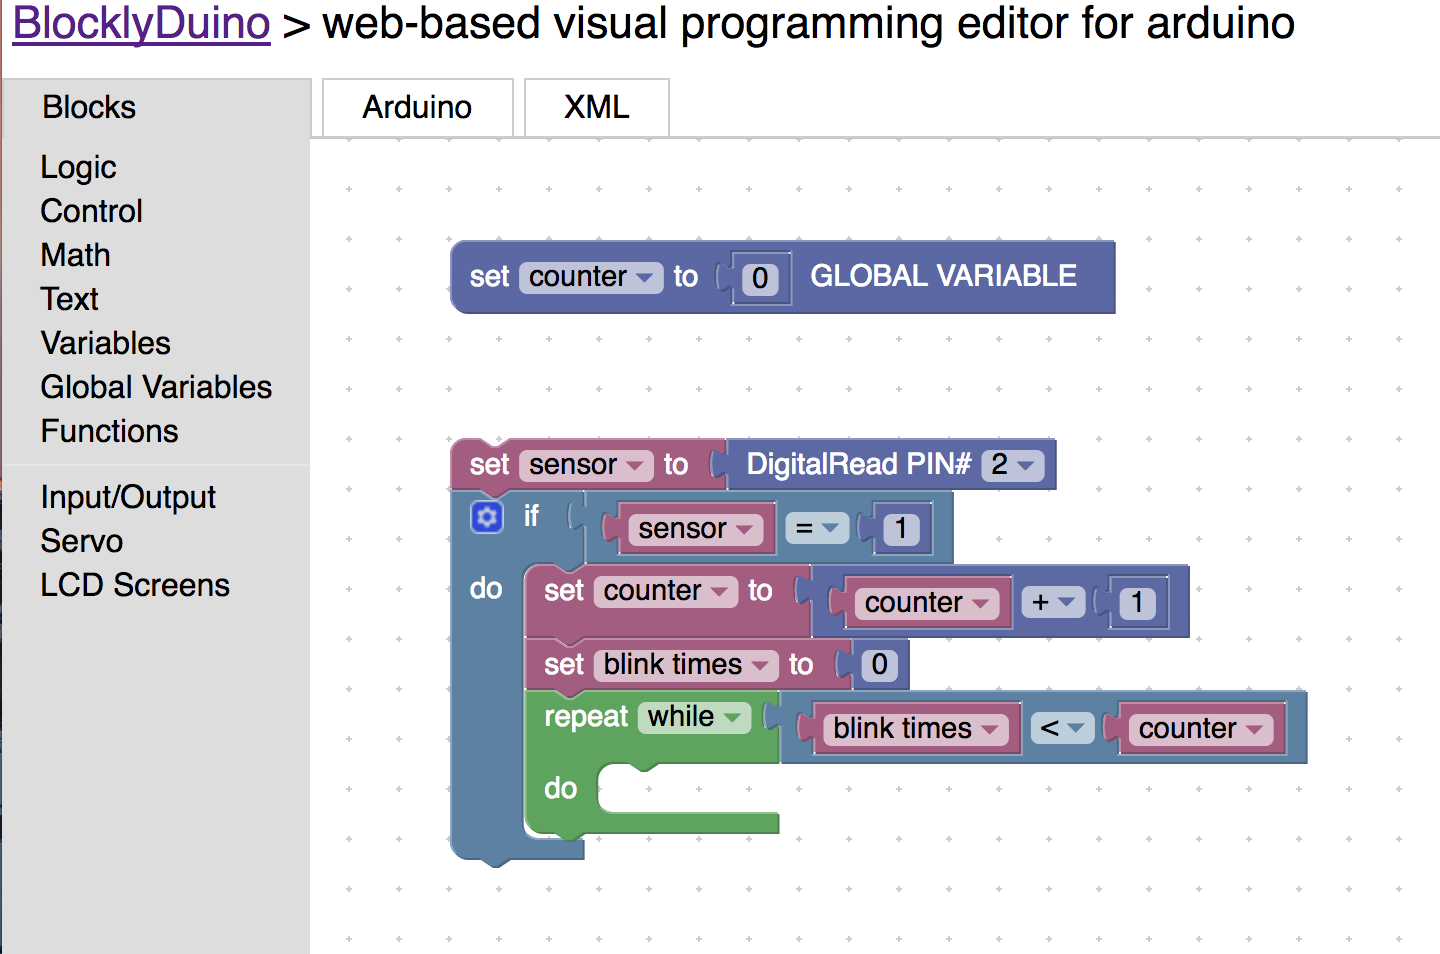 BlocklyDuino > web-based visual programming editor for arduino
Blocks
Arduino
XML
Logic
Control
Math
Text
Variables
Global Variables
Functions
Input/Output
Servo
LCD Screens
set counter to 0 GLOBAL VARIABLE
set sensor to DigitalRead PIN# 2
if sensor = 1
do set counter to counter + 1
set blink times to 0
repeat while blink times < counter
do